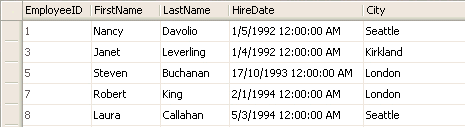 EmployeeID FirstName LastName HireDate City
1 Nancy Davolio 1/5/1992 12:00:00 AM Seattle
3 Janet Leverling 1/4/1992 12:00:00 AM Kirkland
5 Steven Buchanan 17/10/1993 12:00:00 AM London
7 Robert King 2/1/1994 12:00:00 AM London
8 Laura Callahan 5/3/1994 12:00:00 AM Seattle